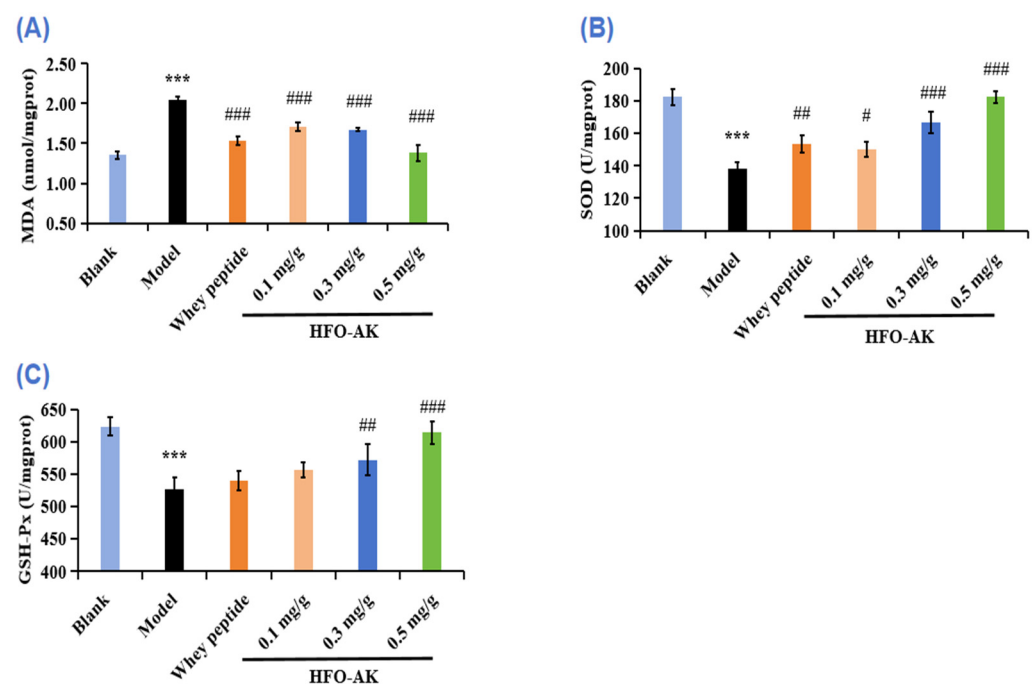 (A)
MDA (nmol/mgprot)
2.50
2.00
1.50
1.00
0.50
***
###
###
###
###
Blank
Model
Whey peptide
0.1 mg/g
0.3 mg/g
0.5 mg/g
HFO-AK
(B)
SOD (U/mgprot)
200
180
160
140
120
100
***
##
#
###
###
Blank
Model
Whey peptide
0.1 mg/g
0.3 mg/g
0.5 mg/g
HFO-AK
(C)
GSH-Px (U/mgprot)
650
600
550
500
450
400
***
##
###
Blank
Model
Whey peptide
0.1 mg/g
0.3 mg/g
0.5 mg/g
HFO-AK